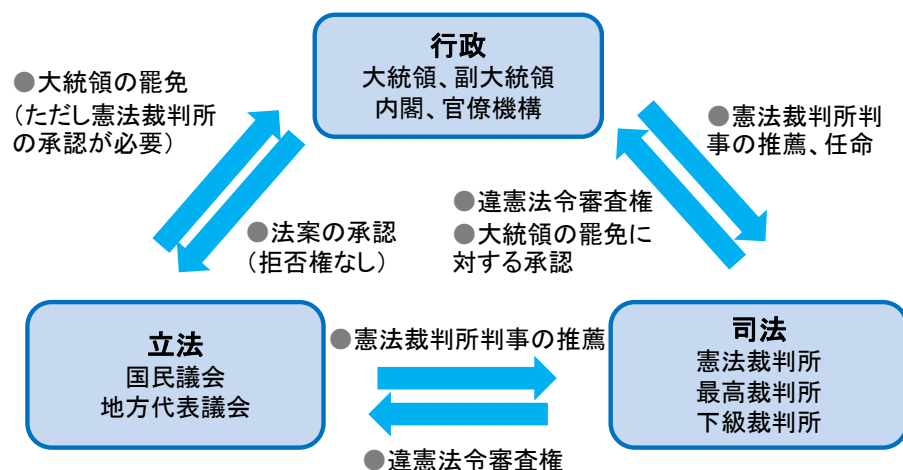 行政
大統領、副大統領
内閣、官僚機構
●大統領の罷免
(ただし憲法裁判所
の承認が必要)
●憲法裁判所判
事の推薦、任命
●違憲法令審査権
●大統領の罷免に
対する承認
●法案の承認
(拒否権なし)
立法
国民議会
地方代表議会
●憲法裁判所判事の推薦
司法
憲法裁判所
最高裁判所
下級裁判所
●違憲法令審査権